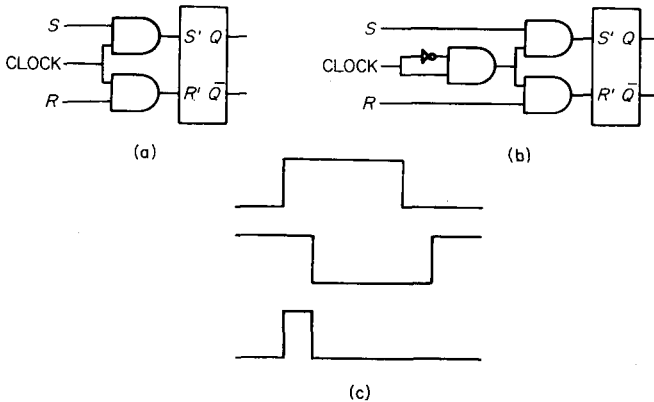 S
S' Q
CLOCK
R' Q̅
R
(a)
S
S' Q
CLOCK
R' Q̅
R
(b)
(c)